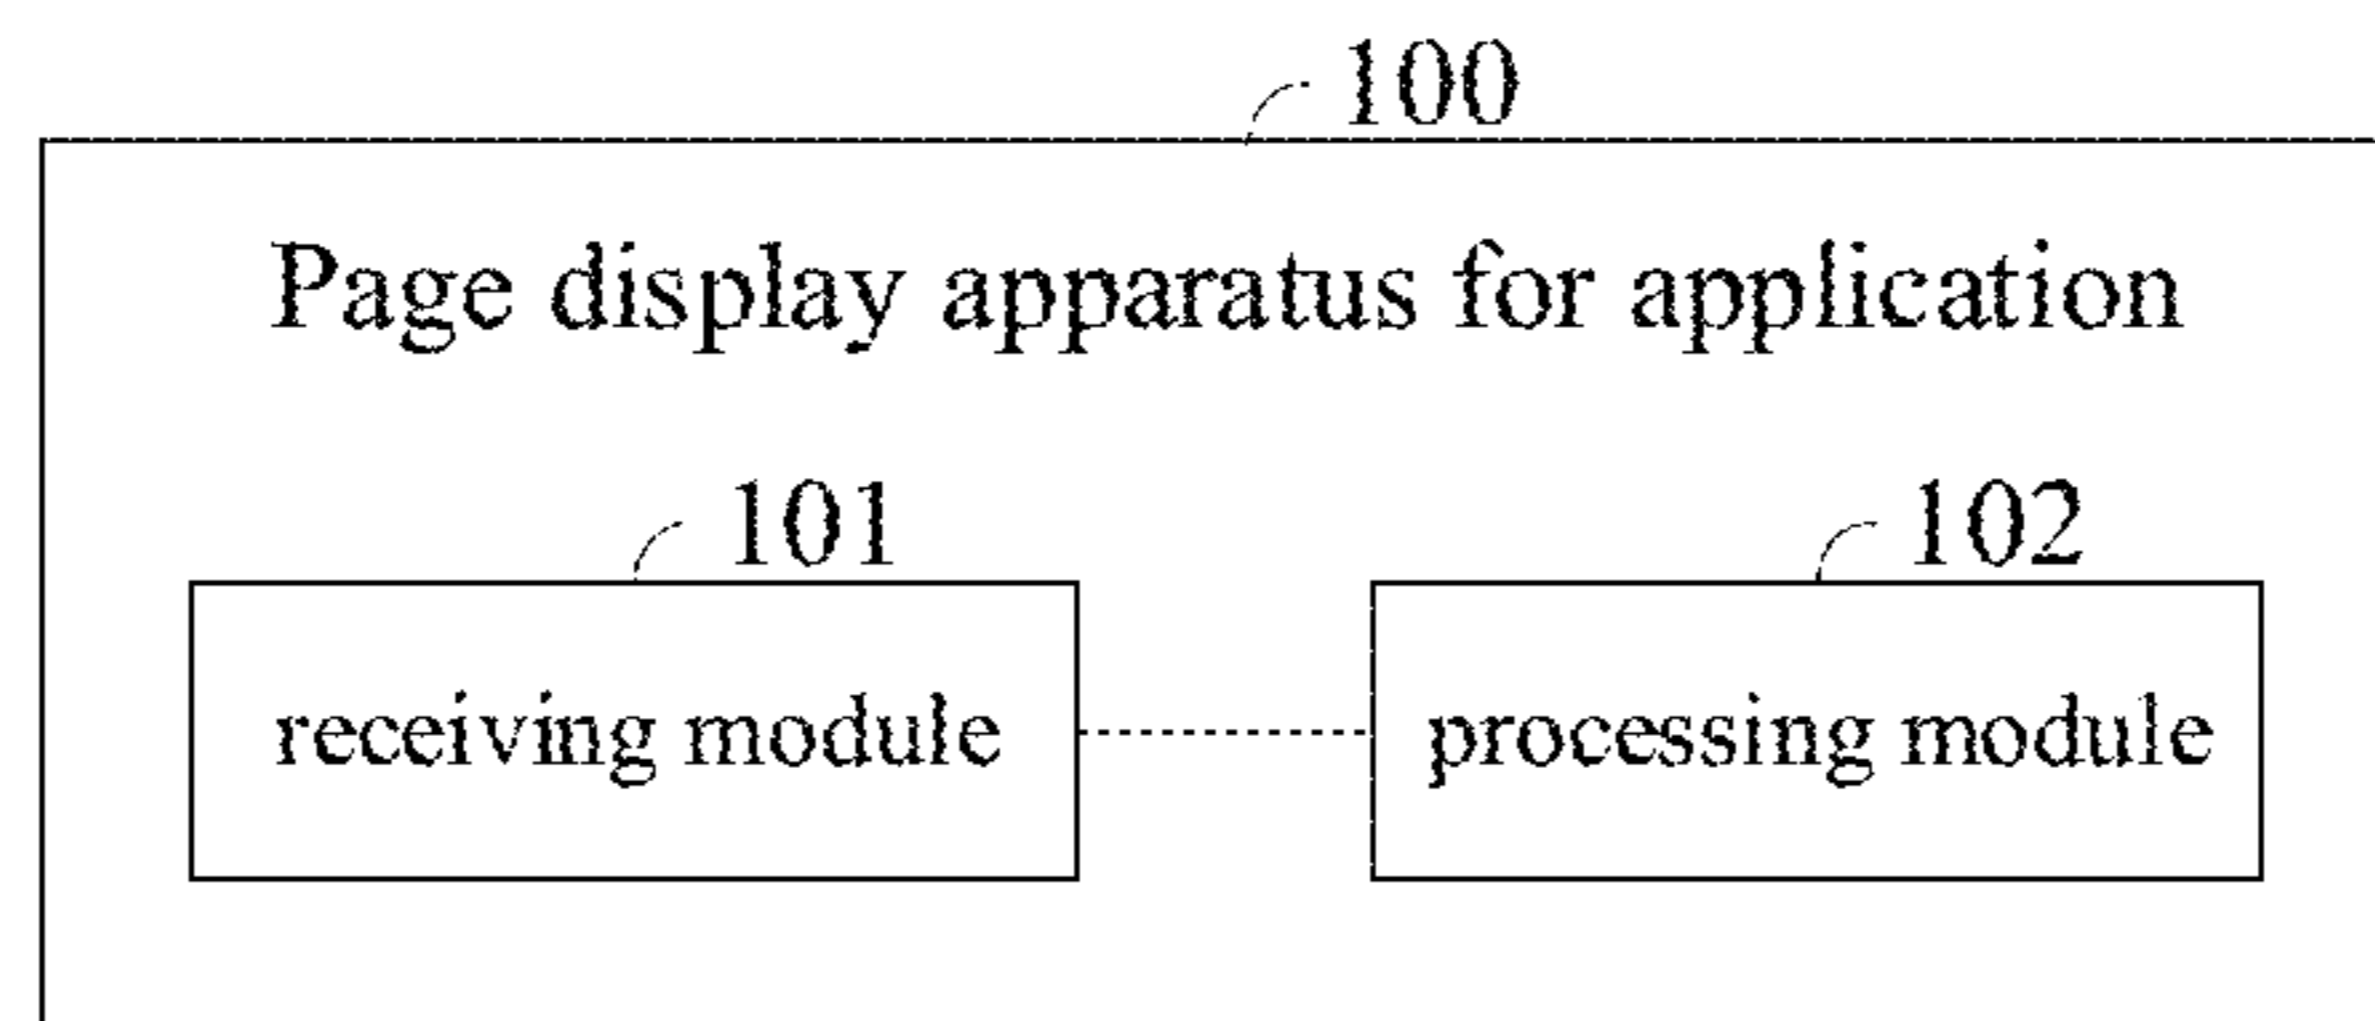 100
Page display apparatus for application
101
102
receiving module
processing module